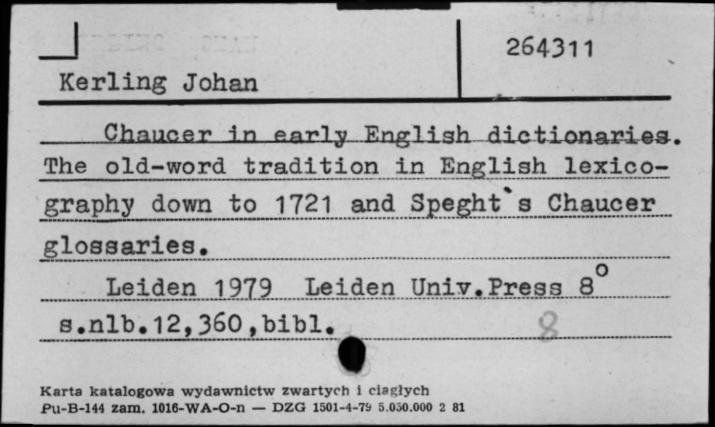 264311
Kerling Johan
Chaucer in early English dictionaries.
The old-word tradition in English lexico-
graphy down to 1721 and Speght`s Chaucer
glossaries.
Leiden 1979 Leiden Univ.Press 8°
s.nlb.12,360,bibl.
8
Karta katalogowa wydawnictw zwartych i ciągłych
Pu-B-144 zam. 1016-WA-O-n — DZG 1501-4-79 5.050.000 2 81